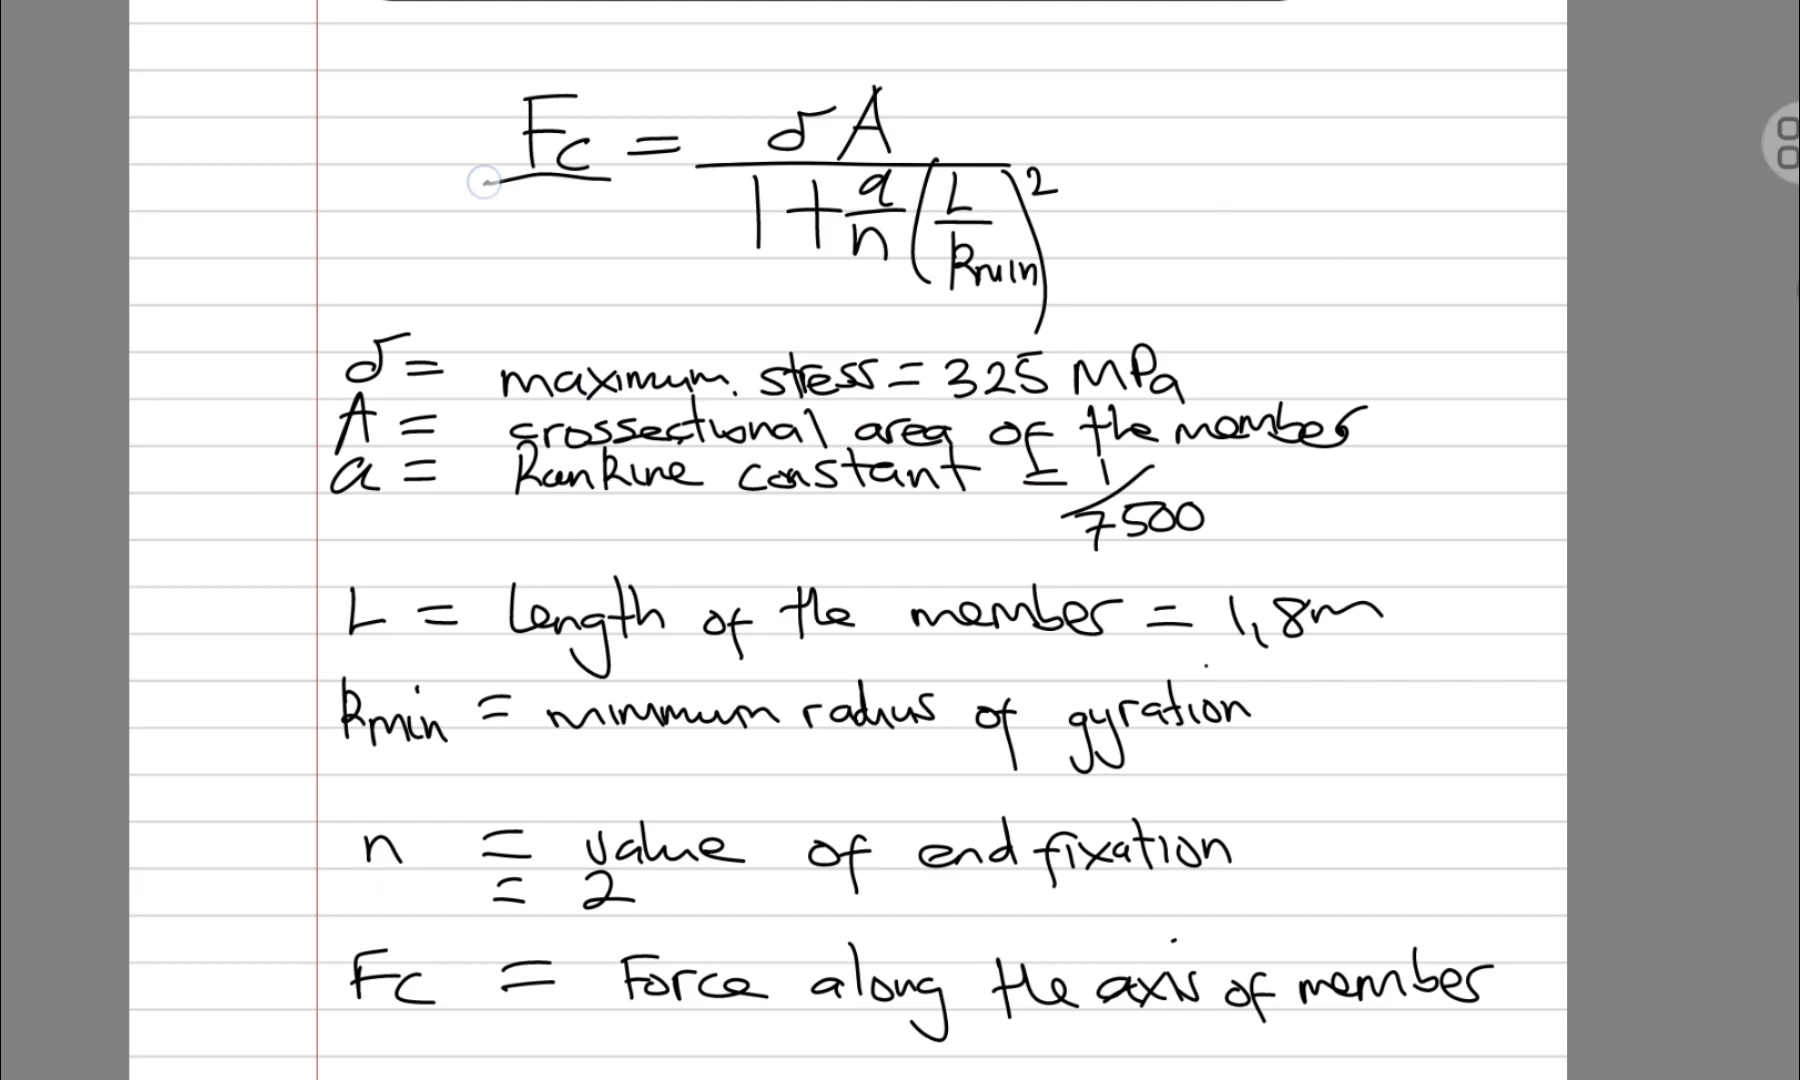 Fc = σA / 1 + a/n (L/kmin)²
σ = maximum. stress = 325 MPa
A = crossectional area of the member
a = Rankine constant = 1/7500
L = length of the member = 1,8m
kmin = minimum radius of gyration
n = value of end fixation
= 2
Fc = Force along the axis of member